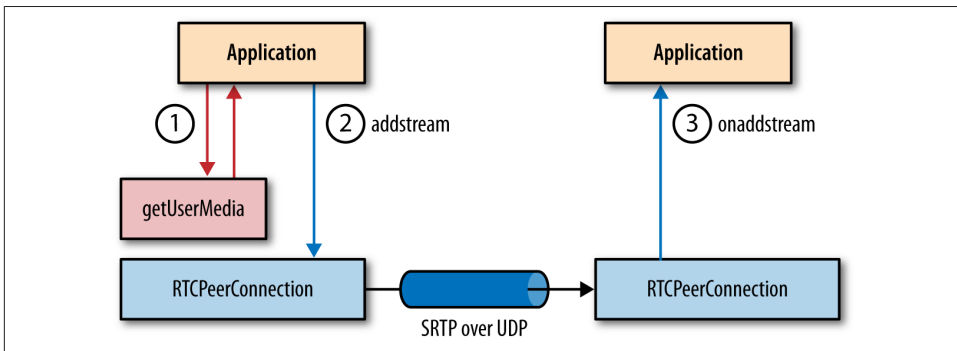 Application
Application
1
2 addstream
3 onaddstream
getUserMedia
RTCPeerConnection
RTCPeerConnection
SRTP over UDP